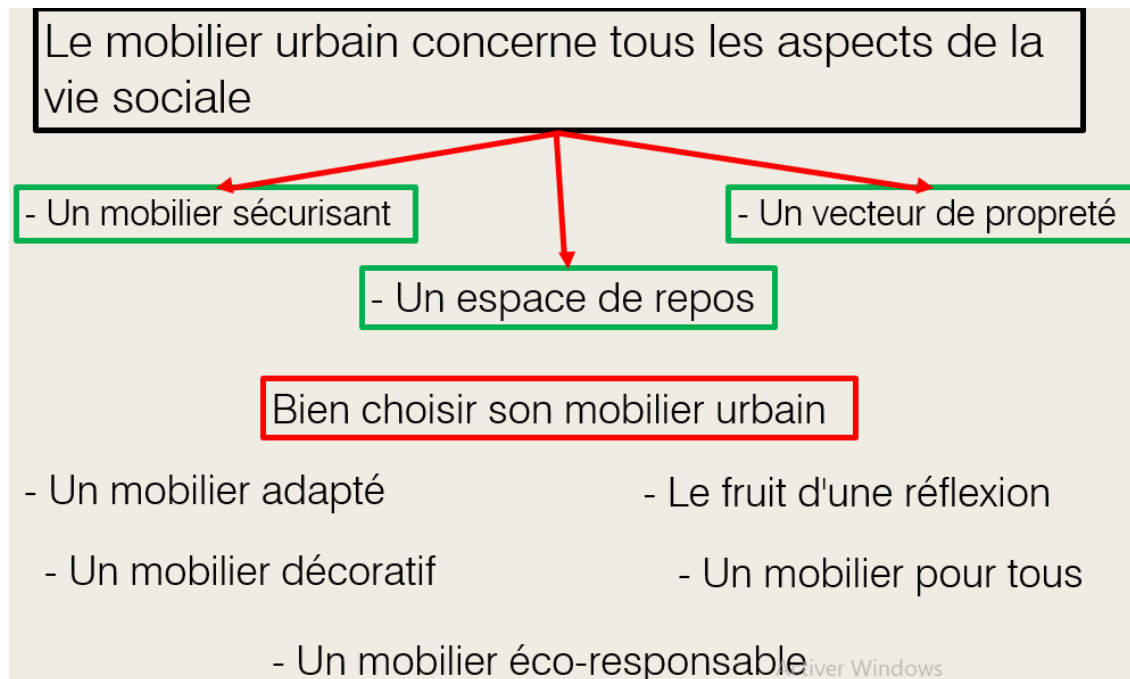 Le mobilier urbain concerne tous les aspects de la
vie sociale
- Un mobilier sécurisant
- Un vecteur de propreté
- Un espace de repos
Bien choisir son mobilier urbain
- Un mobilier adapté
- Le fruit d'une réflexion
- Un mobilier décoratif
- Un mobilier pour tous
- Un mobilier éco-responsable
Activer Windows